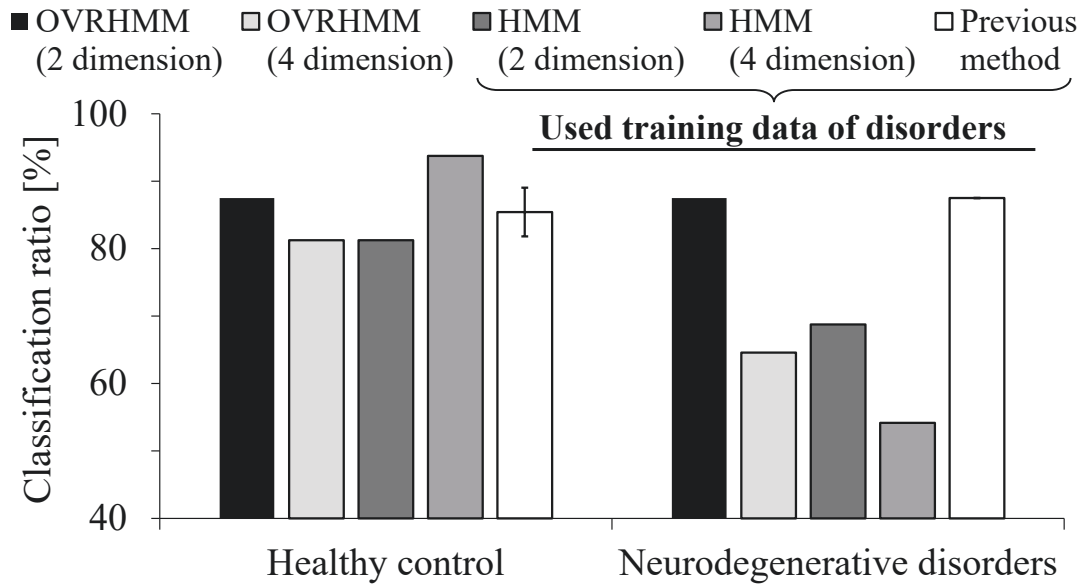 OVRHMM
(2 dimension)
OVRHMM
(4 dimension)
HMM
(2 dimension)
HMM
(4 dimension)
Previous
method
Used training data of disorders
Classification ratio [%]
100
80
60
40
Healthy control
Neurodegenerative disorders